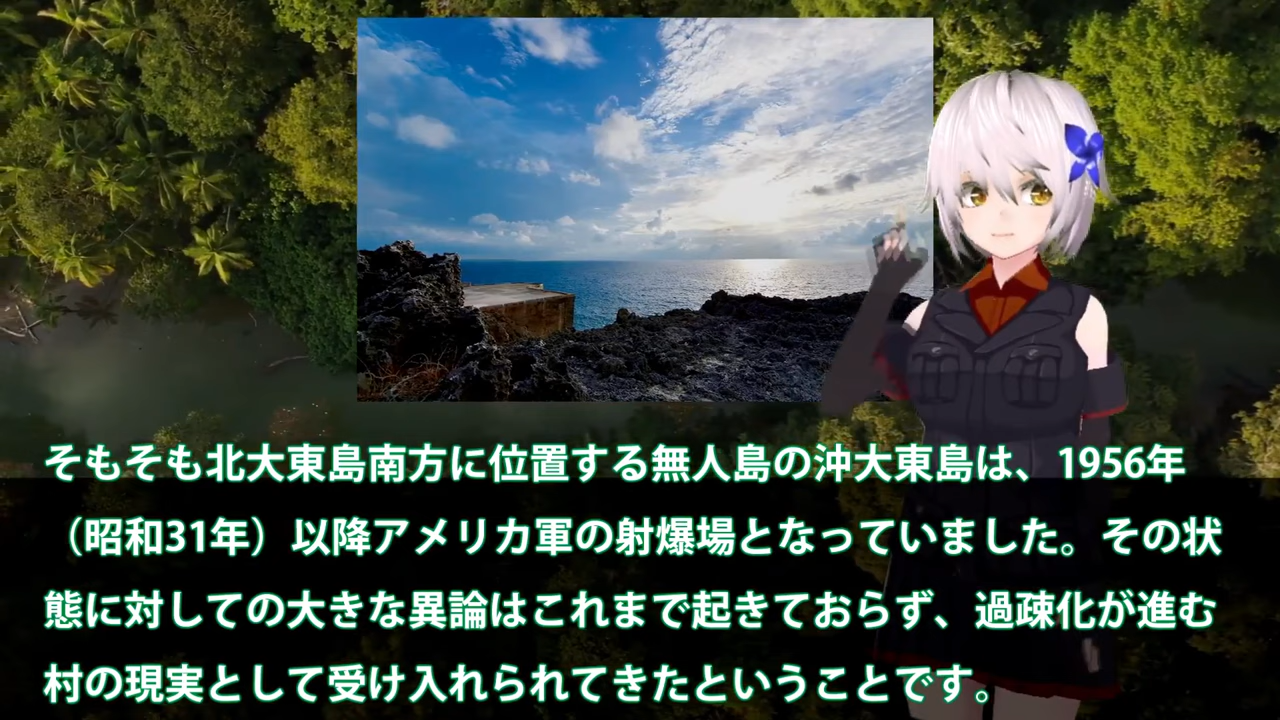 そもそも北大東島南方に位置する無人島の沖大東島は、1956年
（昭和31年）以降アメリカ軍の射爆場となっていました。その状
態に対しての大きな異論はこれまで起きておらず、過疎化が進む
村の現実として受け入れられてきたということです。